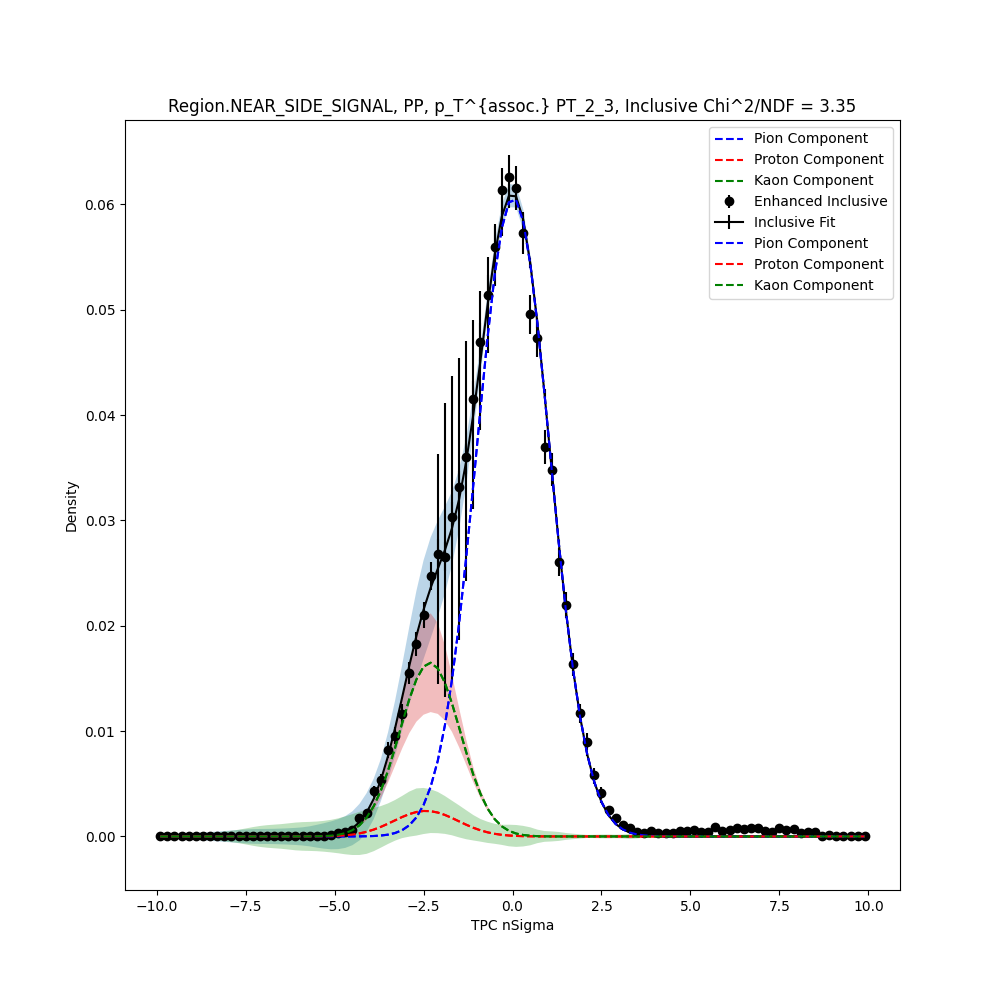 Region.NEAR_SIDE_SIGNAL, PP, p_T^{assoc.} PT_2_3, Inclusive Chi^2/NDF = 3.35
Pion Component
Proton Component
Kaon Component
Enhanced Inclusive
Inclusive Fit
Pion Component
Proton Component
Kaon Component
0.06
0.05
0.04
0.03
0.02
0.01
0.00
Density
−10.0 −7.5 −5.0 −2.5 0.0 2.5 5.0 7.5 10.0
TPC nSigma